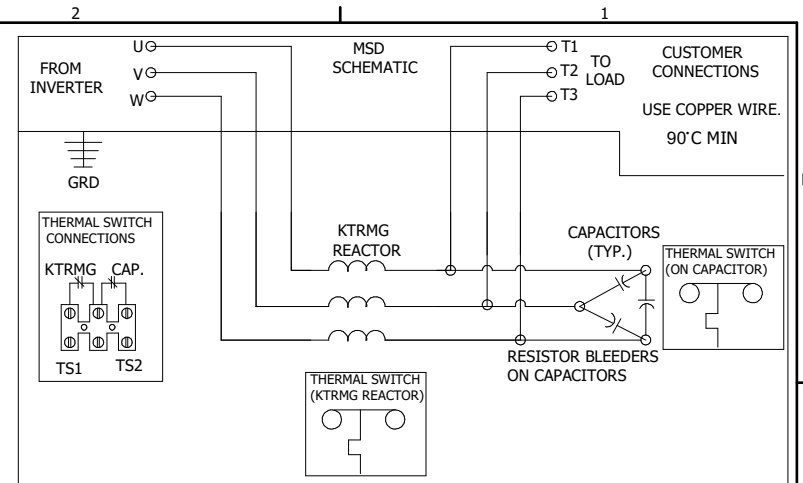 2
1
FROM
INVERTER
U
V
W
MSD
SCHEMATIC
T1
T2
T3
TO
LOAD
CUSTOMER
CONNECTIONS
USE COPPER WIRE.
90°C MIN
GRD
THERMAL SWITCH
CONNECTIONS
KTRMG CAP.
TS1 TS2
KTRMG
REACTOR
CAPACITORS
(TYP.)
THERMAL SWITCH
(ON CAPACITOR)
RESISTOR BLEEDERS
ON CAPACITORS
THERMAL SWITCH
(KTRMG REACTOR)